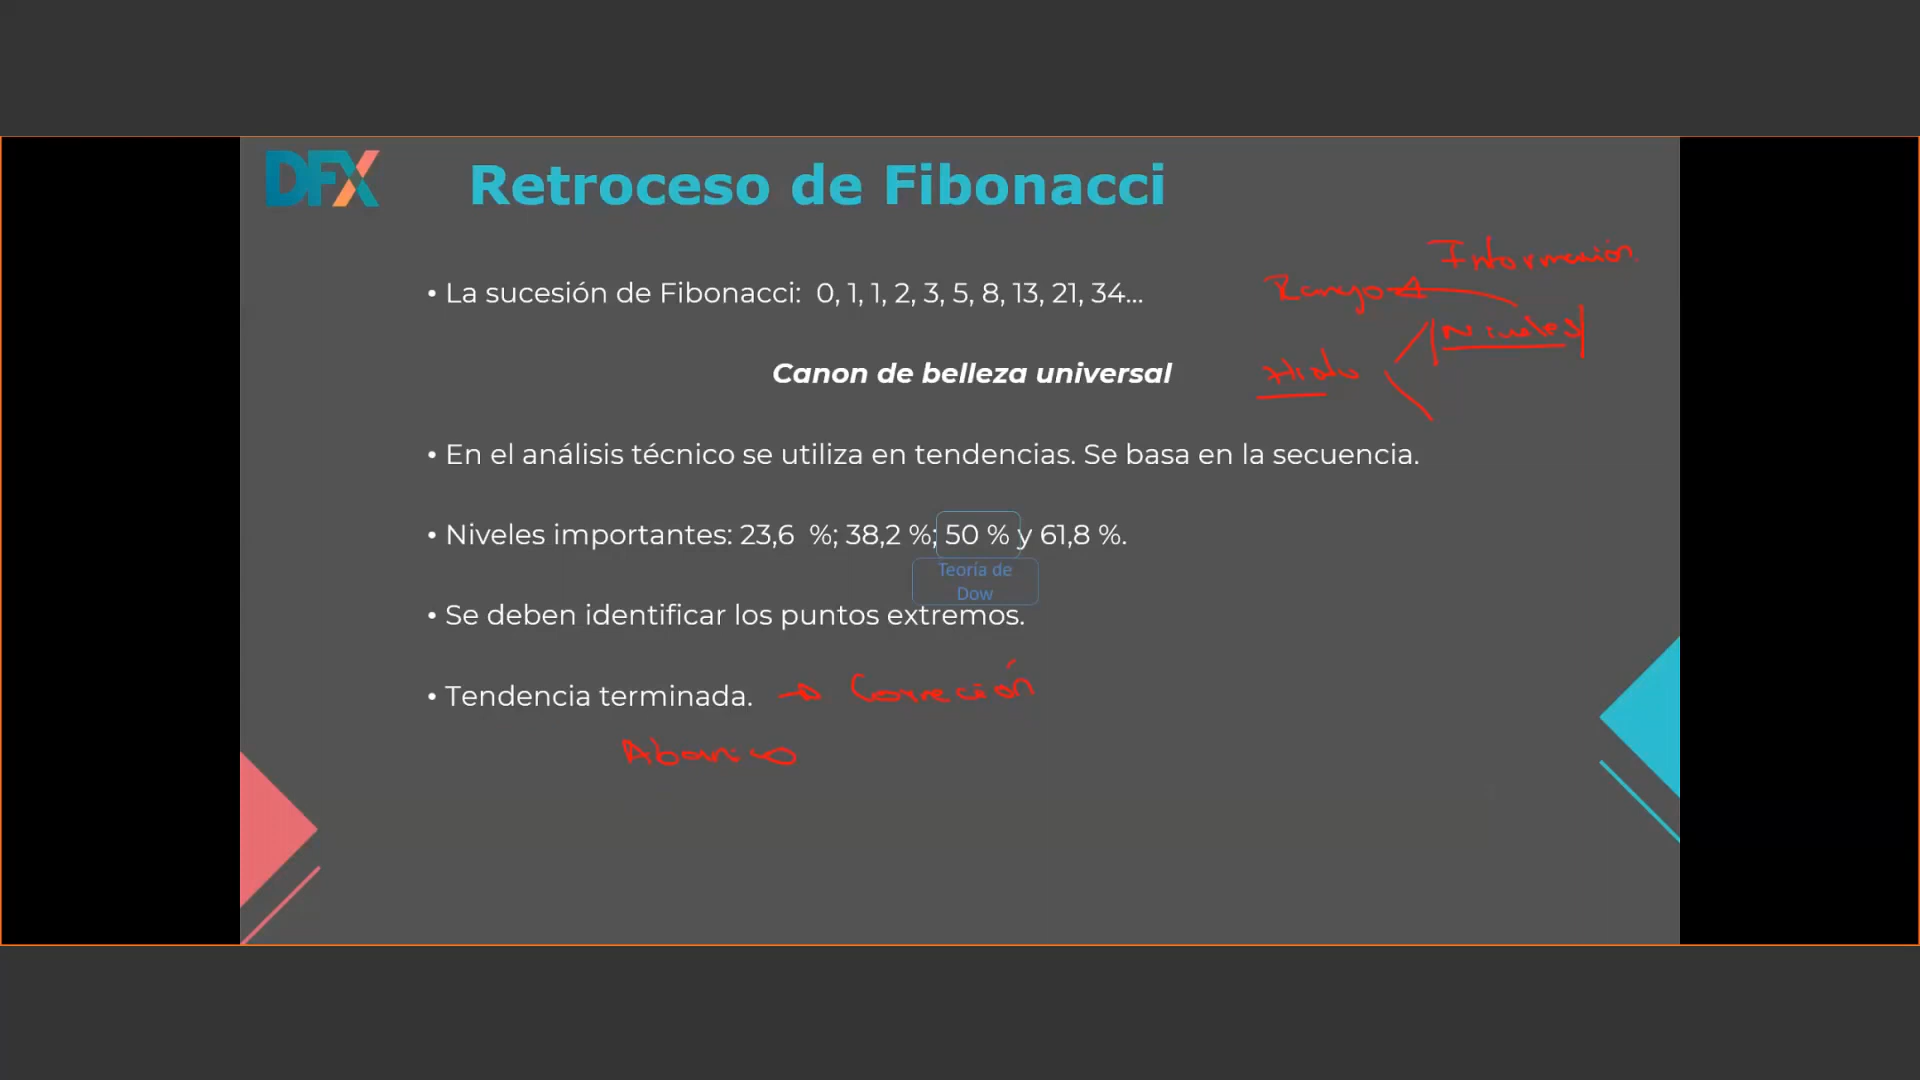 DFX
Retroceso de Fibonacci
Información
• La sucesión de Fibonacci: 0, 1, 1, 2, 3, 5, 8, 13, 21, 34...
Rango
Niveles
Canon de belleza universal
• En el análisis técnico se utiliza en tendencias. Se basa en la secuencia.
• Niveles importantes: 23,6 %; 38,2 %; 50 % y 61,8 %.
Teoría de
Dow
• Se deben identificar los puntos extremos.
• Tendencia terminada. → Correción
Abanico